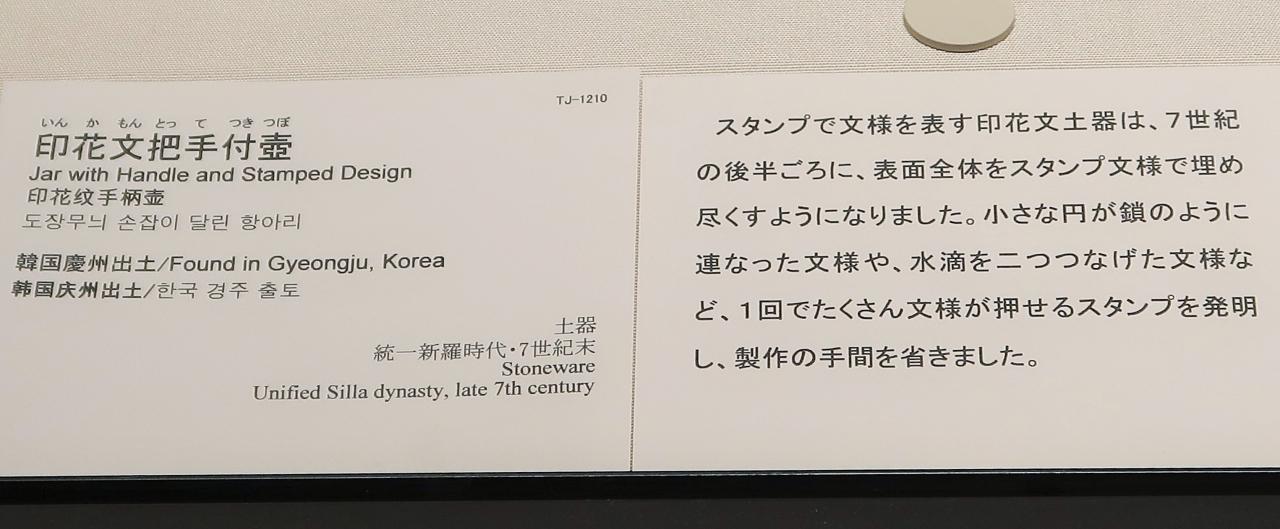 TJ-1210
いん か もん とっ て つき つぼ
印花文把手付壺
Jar with Handle and Stamped Design
印花纹手柄壶
도장무늬 손잡이 달린 항아리
韓国慶州出土/Found in Gyeongju, Korea
韩国庆州出土/한국 경주 출토
土器
統一新羅時代・7世紀末
Stoneware
Unified Silla dynasty, late 7th century
スタンプで文様を表す印花文土器は、7世紀
の後半ごろに、表面全体をスタンプ文様で埋め
尽くすようになりました。小さな円が鎖のように
連なった文様や、水滴を二つつなげた文様な
ど、1回でたくさん文様が押せるスタンプを発明
し、製作の手間を省きました。